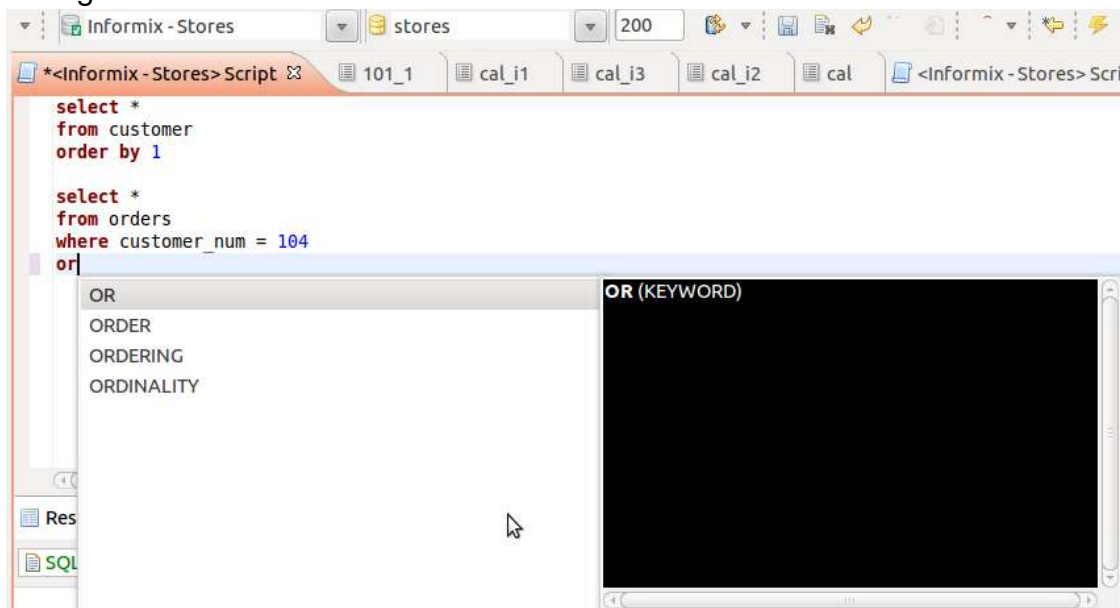 Informix - Stores stores 200
*<Informix - Stores> Script 101_1 cal_i1 cal_i3 cal_i2 cal <Informix - Stores> Scri
select *
from customer
order by 1
select *
from orders
where customer_num = 104
or
OR
ORDER
ORDERING
ORDINALITY
OR (KEYWORD)
Res
SQL